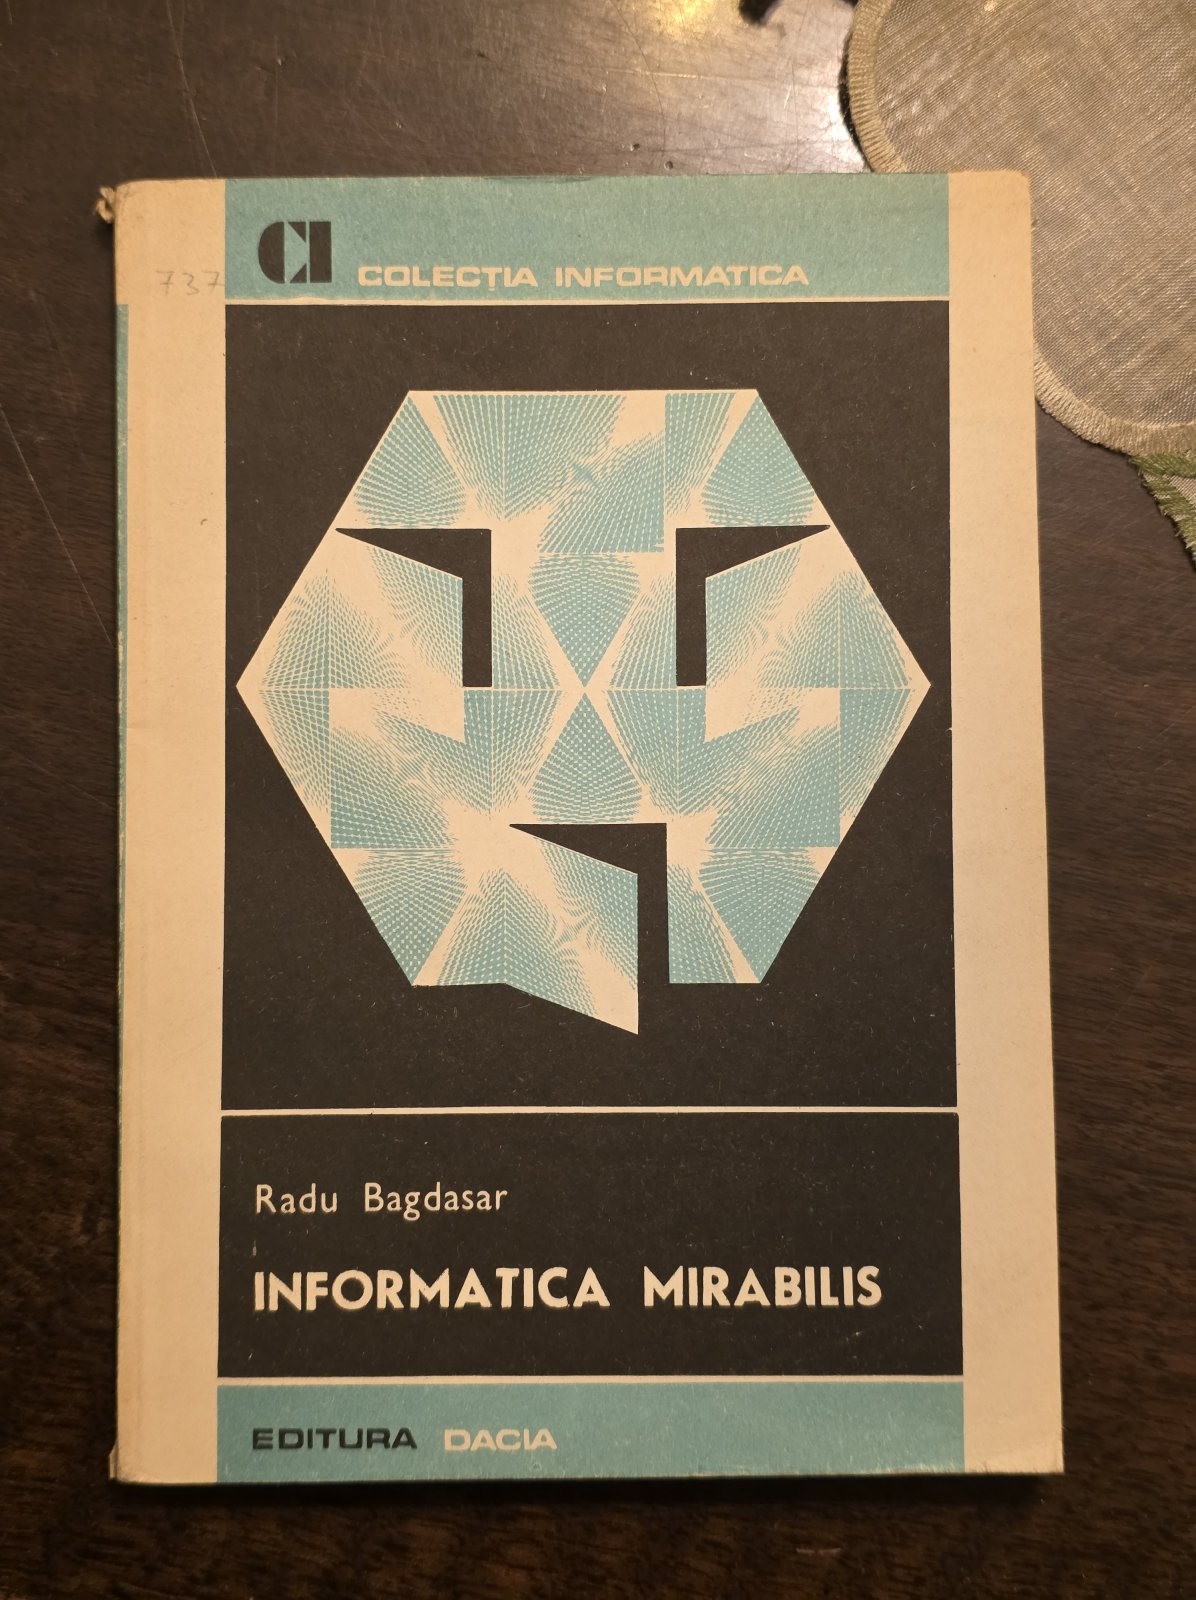 CI COLECȚIA INFORMATICA
737
Radu Bagdasar
INFORMATICA MIRABILIS
EDITURA DACIA